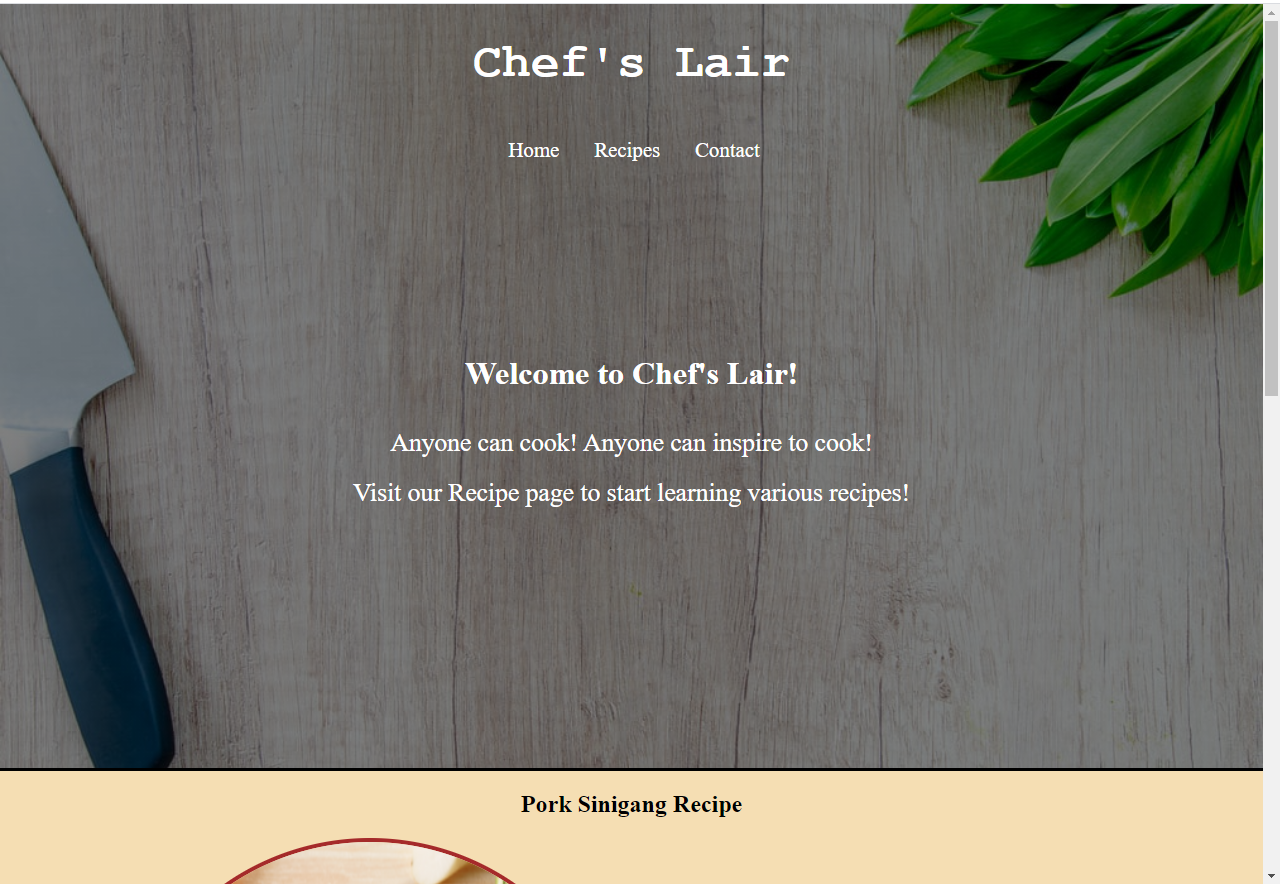 Chef's Lair
Home Recipes Contact
Welcome to Chef's Lair!
Anyone can cook! Anyone can inspire to cook!
Visit our Recipe page to start learning various recipes!
Pork Sinigang Recipe